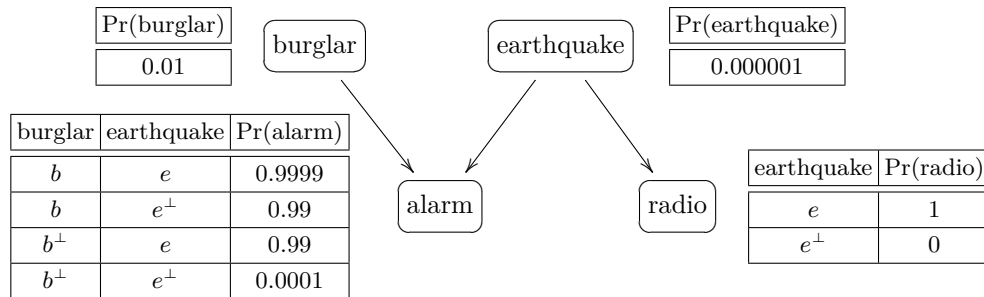 Pr(burglar)
0.01
burglar
earthquake
Pr(earthquake)
0.000001
burglar earthquake Pr(alarm)
b e 0.9999
b e⊥ 0.99
b⊥ e 0.99
b⊥ e⊥ 0.0001
alarm
radio
earthquake Pr(radio)
e 1
e⊥ 0